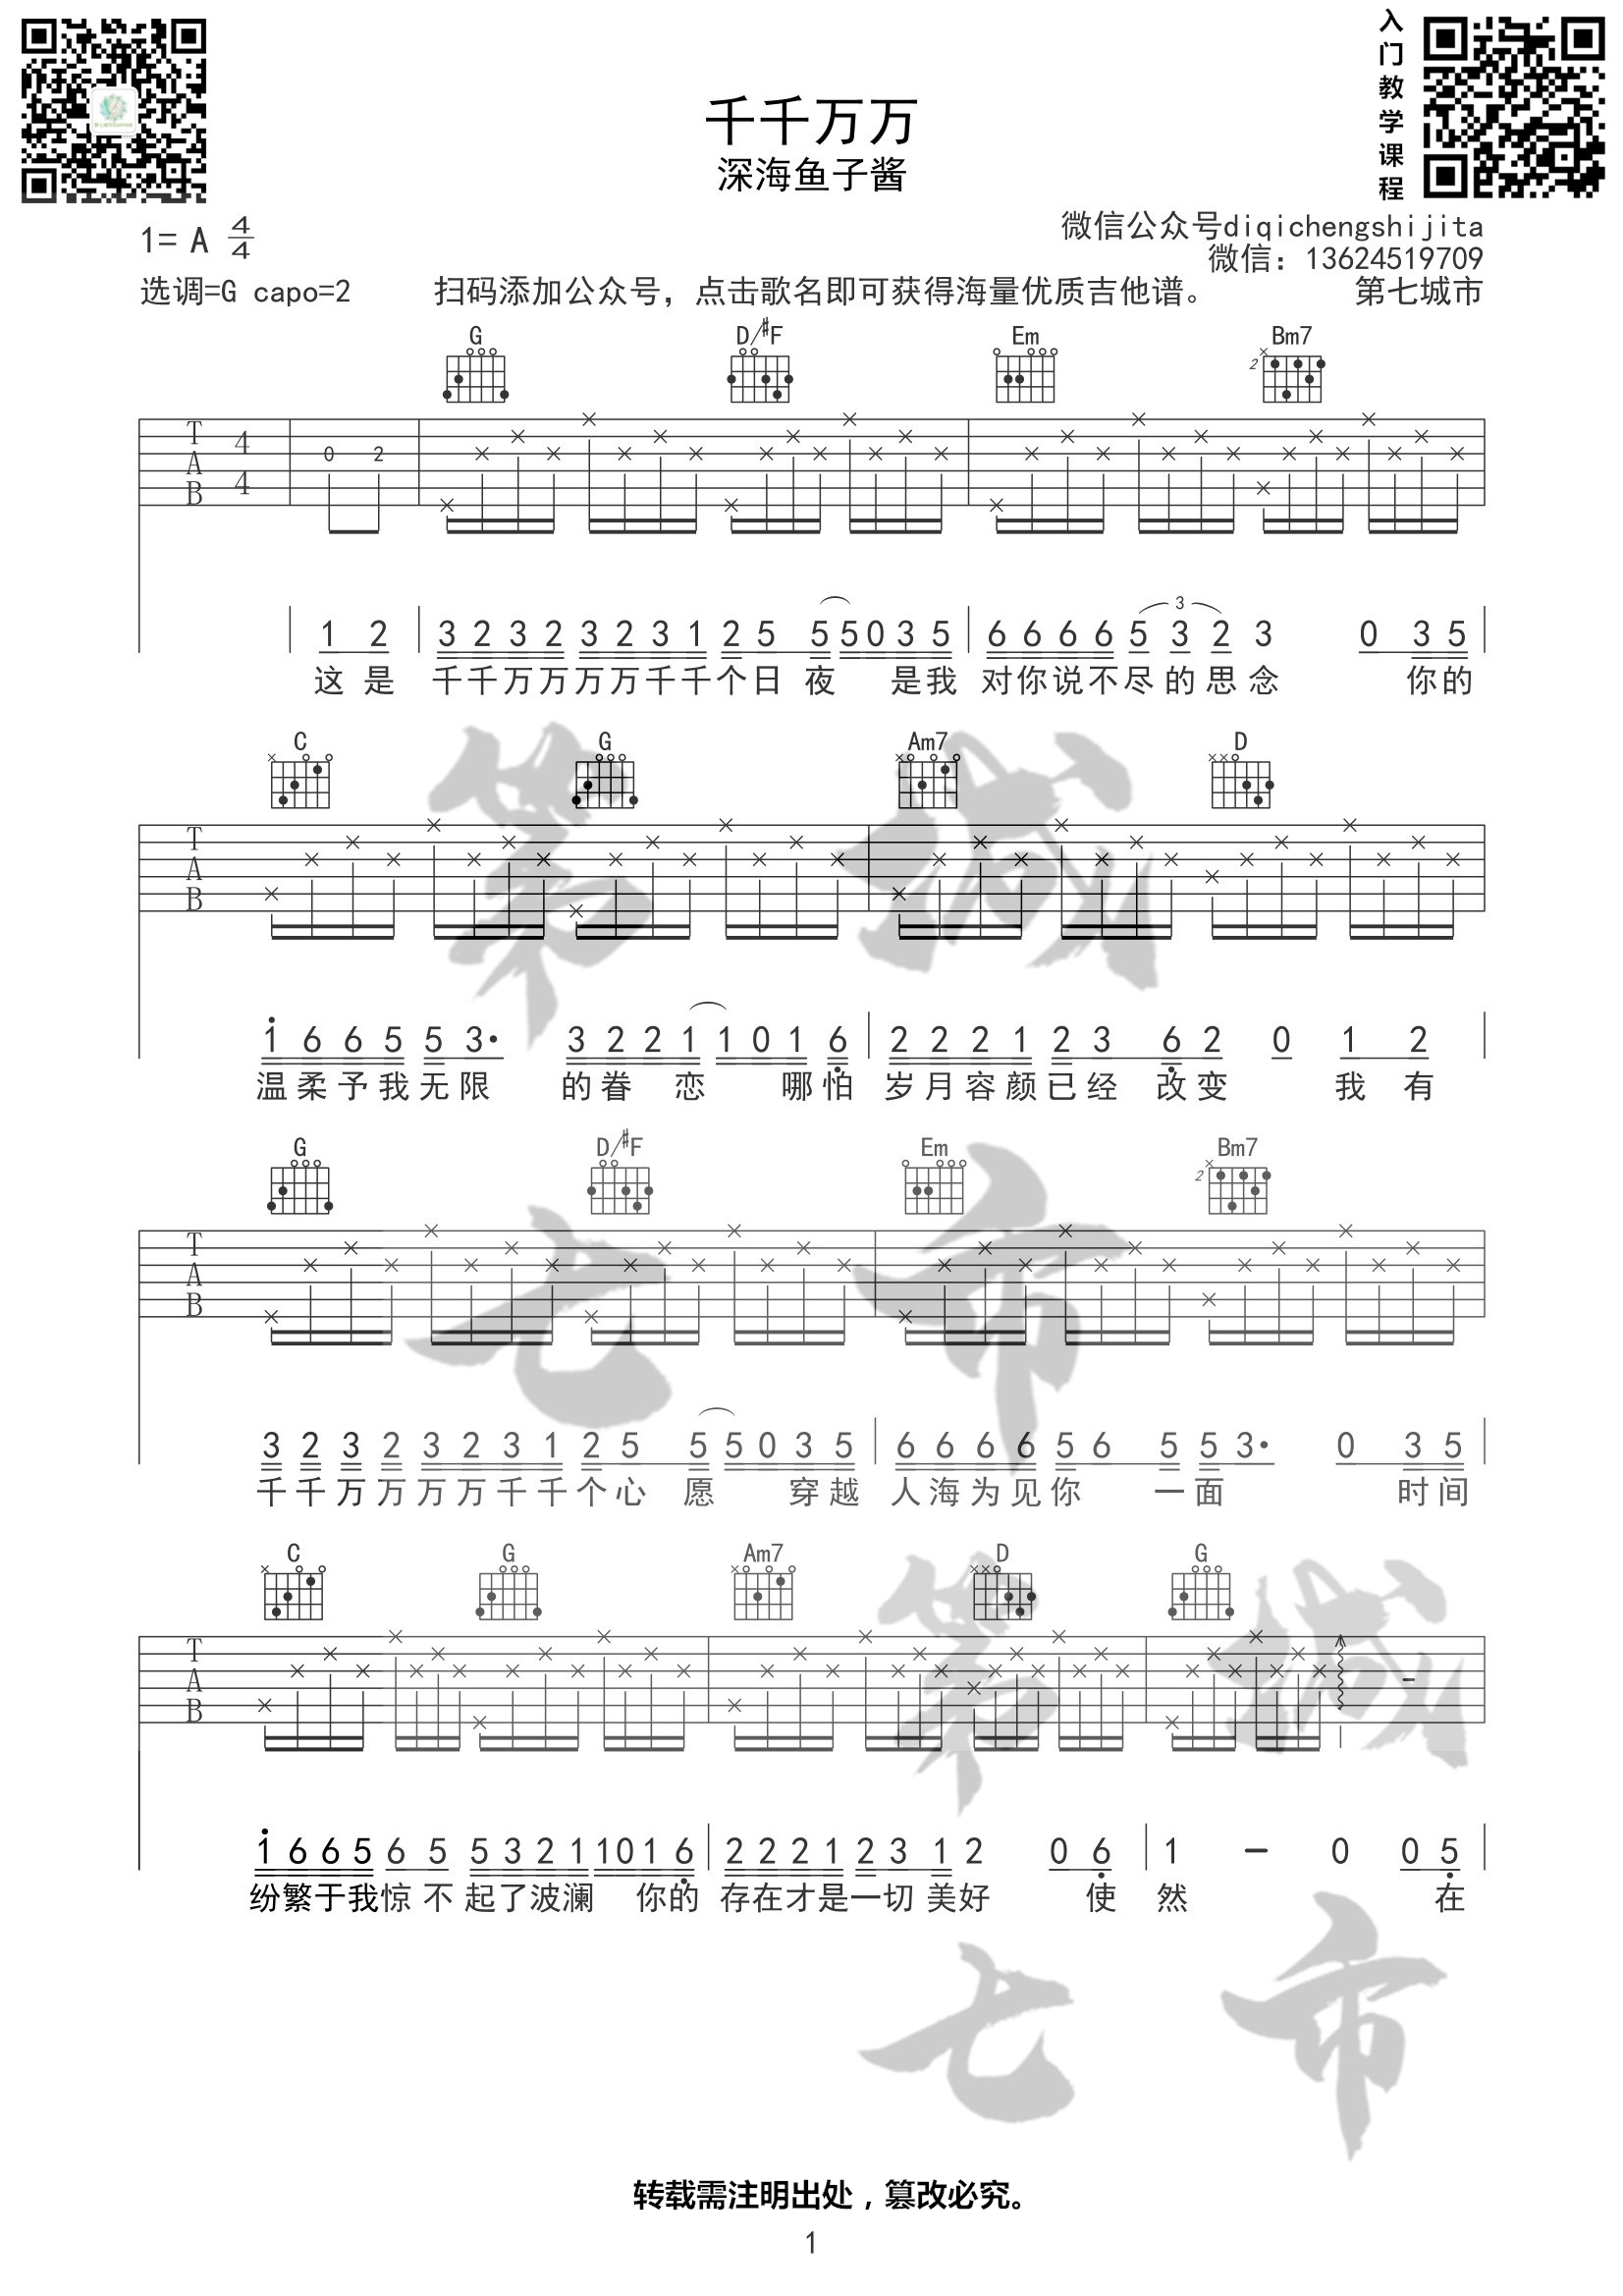 入门教学课程
千千万万
深海鱼子酱
1= A 4/4
微信公众号diqichengshijita
微信：13624519709
选调=G capo=2 扫码添加公众号，点击歌名即可获得海量优质吉他谱。 第七城市
G D/#F Em Bm7
T A B 4/4 0 2
3
1 2 3 2 3 2 3 2 3 1 2 5 5 5 0 3 5 6 6 6 6 5 3 2 3 0 3 5
这是 千千万万万万千千个日夜 是我 对你说不尽的思念 你的
C G Am7 D
T A B
1 6 6 5 5 3· 3 2 2 1 1 0 1 6 2 2 2 1 2 3 6 2 0 1 2
温柔予我无限 的眷恋 哪怕 岁月容颜已经改变 我有
G D/#F Em Bm7
T A B
3 2 3 2 3 2 3 1 2 5 5 5 0 3 5 6 6 6 6 5 6 5 5 3· 0 3 5
千千万万万万千千个心愿 穿越 人海为见你 一面 时间
C G Am7 D G
T A B
1 6 6 5 6 5 5 3 2 1 1 0 1 6 2 2 2 1 2 3 1 2 0 6 1 - 0 0 5
纷繁于我惊不起了波澜 你的 存在才是一切美好 使然 在
第七城市
第七城市
转载需注明出处，篡改必究。
1